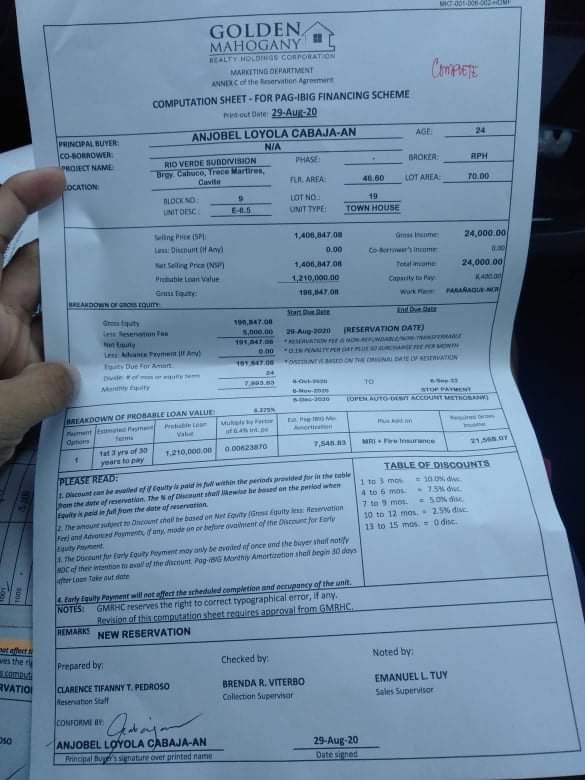 MKT-001-006-002-HDMF
GOLDEN
MAHOGANY
REALTY HOLDINGS CORPORATION
MARKETING DEPARTMENT
ANNEX C of the Reservation Agreement
COMPLETE
COMPUTATION SHEET - FOR PAG-IBIG FINANCING SCHEME
Print-out Date: 29-Aug-20
PRINCIPAL BUYER: ANJOBEL LOYOLA CABAJA-AN AGE: 24
CO-BORROWER: N/A
PROJECT NAME: RIO VERDE SUBDIVISION PHASE: - BROKER: RPH
LOCATION: Brgy. Cabuco, Trece Martires, Cavite FLR. AREA: 48.60 LOT AREA: 70.00
BLOCK NO.: 9 LOT NO.: 19
UNIT DESC: E-8.5 UNIT TYPE: TOWN HOUSE
Selling Price (SP): 1,406,847.08 Gross Income: 24,000.00
Less: Discount (If Any) 0.00 Co-Borrower's Income: 0.00
Net Selling Price (NSP) 1,406,847.08 Total Income: 24,000.00
Probable Loan Value 1,210,000.00 Capacity to Pay: 8,400.00
Gross Equity: 196,847.08 Work Place: PARAÑAQUE-NCR
BREAKDOWN OF GROSS EQUITY:
Start Due Date End Due Date
Gross Equity 196,847.08
Less: Reservation Fee 5,000.00 29-Aug-2020 (RESERVATION DATE)
Net Equity 191,847.08 * RESERVATION FEE IS NON-REFUNDABLE/NON-TRANSFERRABLE
Less: Advance Payment (If Any) 0.00 * 0.1% PENALTY PER DAY PLUS 50 SURCHARGE FEE PER MONTH
Equity Due For Amort. 191,847.08 * DISCOUNT IS BASED ON THE ORIGINAL DATE OF RESERVATION
Divide: # of mos or equity terms 24
Monthly Equity 7,993.63 6-Oct-2020 TO 6-Sep-22
6-Nov-2020 STOP PAYMENT
6-Dec-2020 (OPEN AUTO-DEBIT ACCOUNT METROBANK)
BREAKDOWN OF PROBABLE LOAN VALUE: 6.375%
Payment Options Estimated Payment Terms Probable Loan Value Multiply by Factor of 6.4% int. pa Est. Pag-IBIG Mo. Amortization Plus Add on Required Gross Income
1 1st 3 yrs of 30 years to pay 1,210,000.00 0.00623870 7,548.83 MRI + Fire Insurance 21,568.07
PLEASE READ:
1. Discount can be availed of if Equity is paid in full within the periods provided for in the table
from the date of reservation. The % of Discount shall likewise be based on the period when
Equity is paid in full from the date of reservation.
2. The amount subject to Discount shall be based on Net Equity (Gross Equity less: Reservation
Fee) and Advanced Payments, if any, made on or before availment of the Discount for Early
Equity Payment.
3. The Discount for Early Equity Payment may only be availed of once and the buyer shall notify
RDC of their intention to avail of the discount. Pag-IBIG Monthly Amortization shall begin 30 days
after Loan Take out date
4. Early Equity Payment will not affect the scheduled completion and occupancy of the unit.
TABLE OF DISCOUNTS
1 to 3 mos. = 10.0% disc.
4 to 6 mos. = 7.5% disc.
7 to 9 mos. = 5.0% disc.
10 to 12 mos. = 2.5% disc.
13 to 15 mos. = 0 disc.
NOTES: GMRHC reserves the right to correct typographical error, if any.
Revision of this computation sheet requires approval from GMRHC.
REMARKS NEW RESERVATION
Prepared by: Checked by: Noted by:
CLARENCE TIFANNY T. PEDROSO BRENDA R. VITERBO EMANUEL L. TUY
Reservation Staff Collection Supervisor Sales Supervisor
CONFORME BY:
ANJOBEL LOYOLA CABAJA-AN 29-Aug-20
Principal Buyer's signature over printed name Date signed